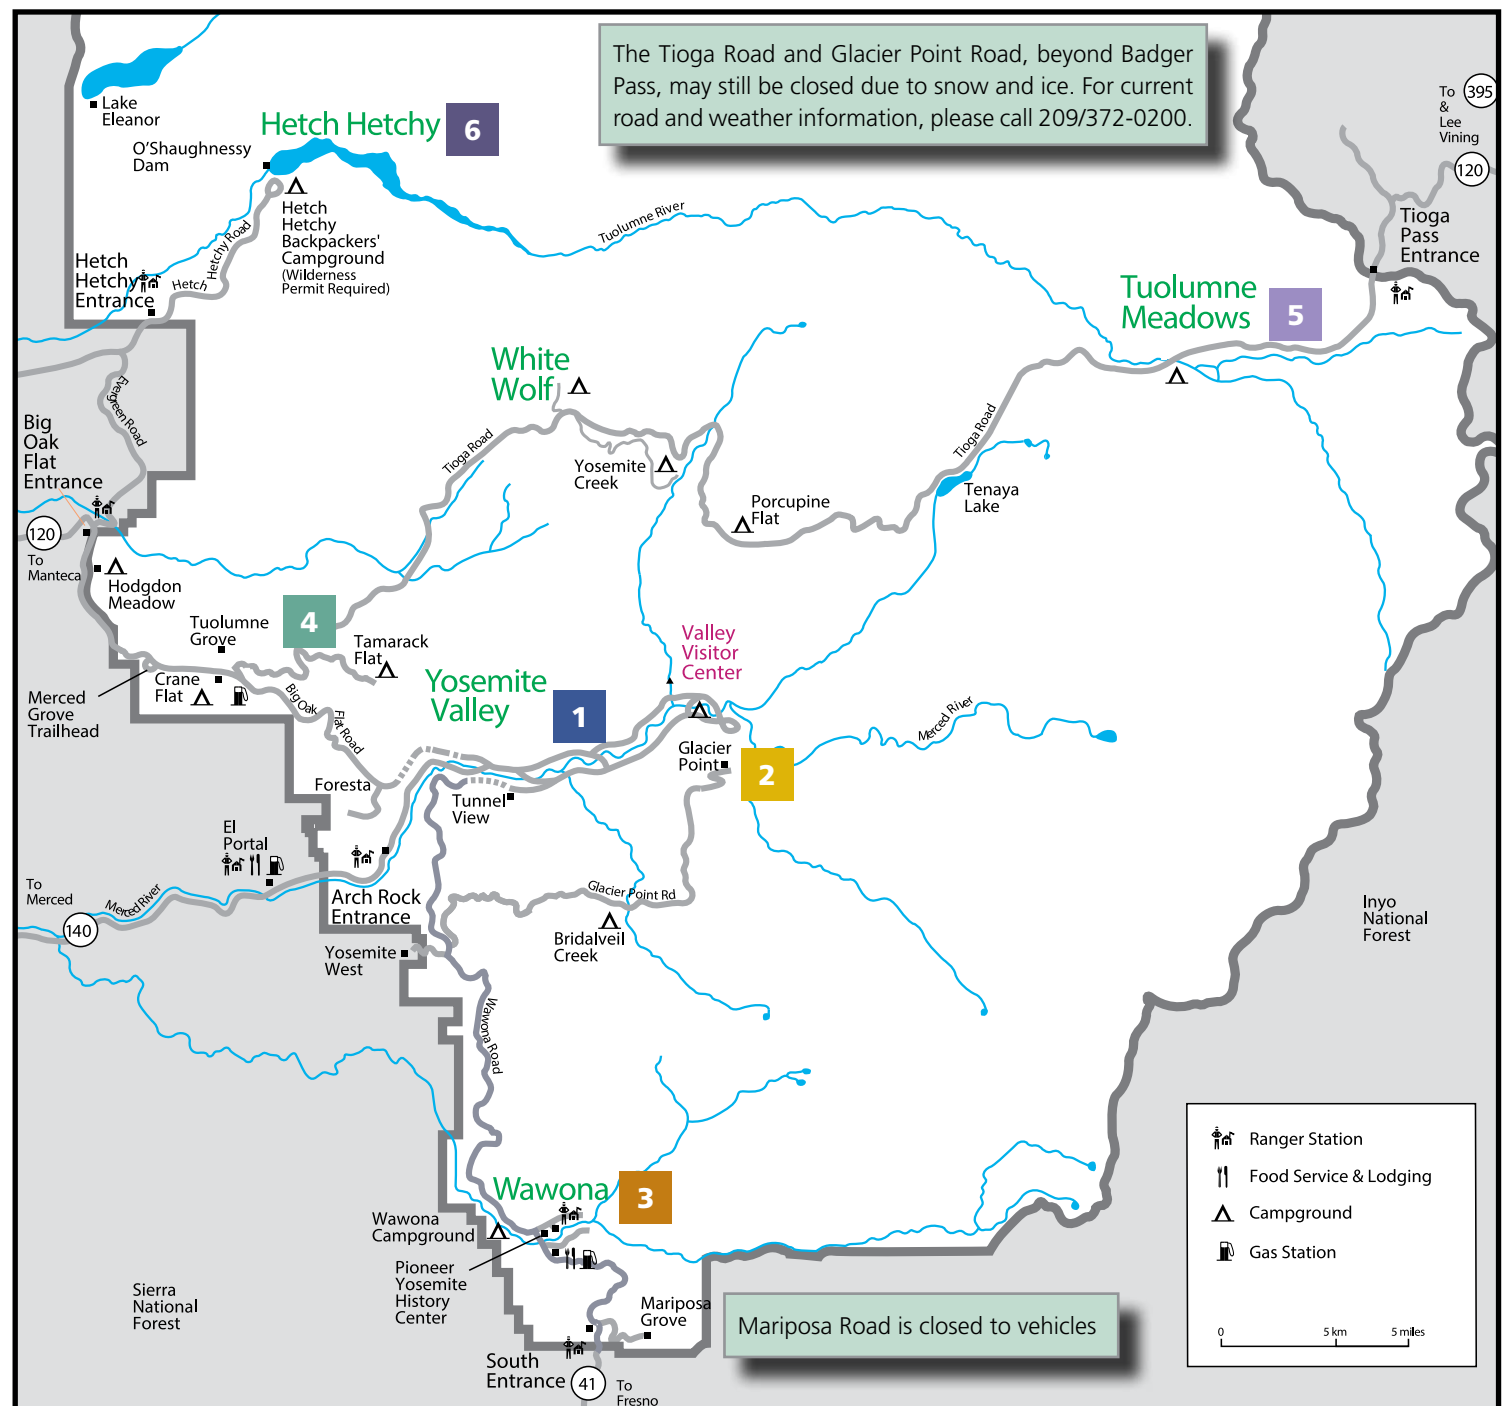 The Tioga Road and Glacier Point Road, beyond Badger
Pass, may still be closed due to snow and ice. For current
road and weather information, please call 209/372-0200.
To
&
Lee
Vining
395
120
Lake
Eleanor
Hetch Hetchy
6
O'Shaughnessy
Dam
Hetch
Hetchy
Backpackers'
Campground
(Wilderness
Permit Required)
Tuolumne River
Tioga
Pass
Entrance
Hetch
Hetchy
Entrance
Hetch
Hetchy Road
Tuolumne
Meadows
5
White
Wolf
Evergreen Road
Big
Oak
Flat
Entrance
Tioga Road
Yosemite
Creek
Tioga Road
Tenaya
Lake
Porcupine
Flat
120
To
Manteca
Hodgdon
Meadow
4
Tuolumne
Grove
Tamarack
Flat
Valley
Visitor
Center
Crane
Flat
Merced
Grove
Trailhead
Big Oak
Flat Road
Yosemite
Valley
1
Merced River
Glacier
Point
2
Foresta
Tunnel
View
El
Portal
To
Merced
Merced River
140
Arch Rock
Entrance
Glacier Point Rd
Bridalveil
Creek
Yosemite
West
Inyo
National
Forest
Wawona Road
Wawona
3
Wawona
Campground
Pioneer
Yosemite
History
Center
Sierra
National
Forest
Mariposa
Grove
Mariposa Road is closed to vehicles
South
Entrance
41
To
Fresno
Ranger Station
Food Service & Lodging
Campground
Gas Station
0
5 km
5 miles